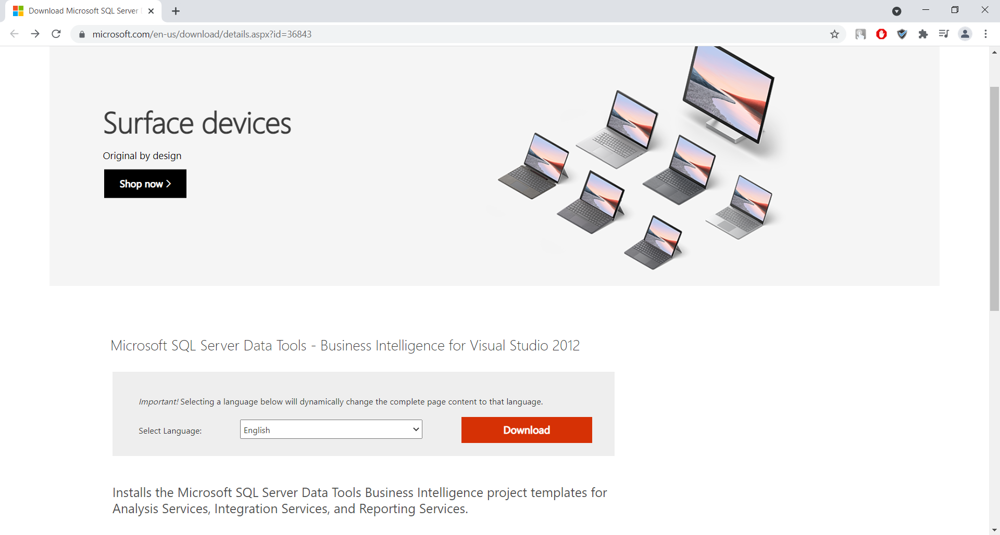 Download Microsoft SQL Server
microsoft.com/en-us/download/details.aspx?id=36843
Surface devices
Original by design
Shop now
Microsoft SQL Server Data Tools - Business Intelligence for Visual Studio 2012
Important! Selecting a language below will dynamically change the complete page content to that language.
Select Language:
English
Download
Installs the Microsoft SQL Server Data Tools Business Intelligence project templates for
Analysis Services, Integration Services, and Reporting Services.